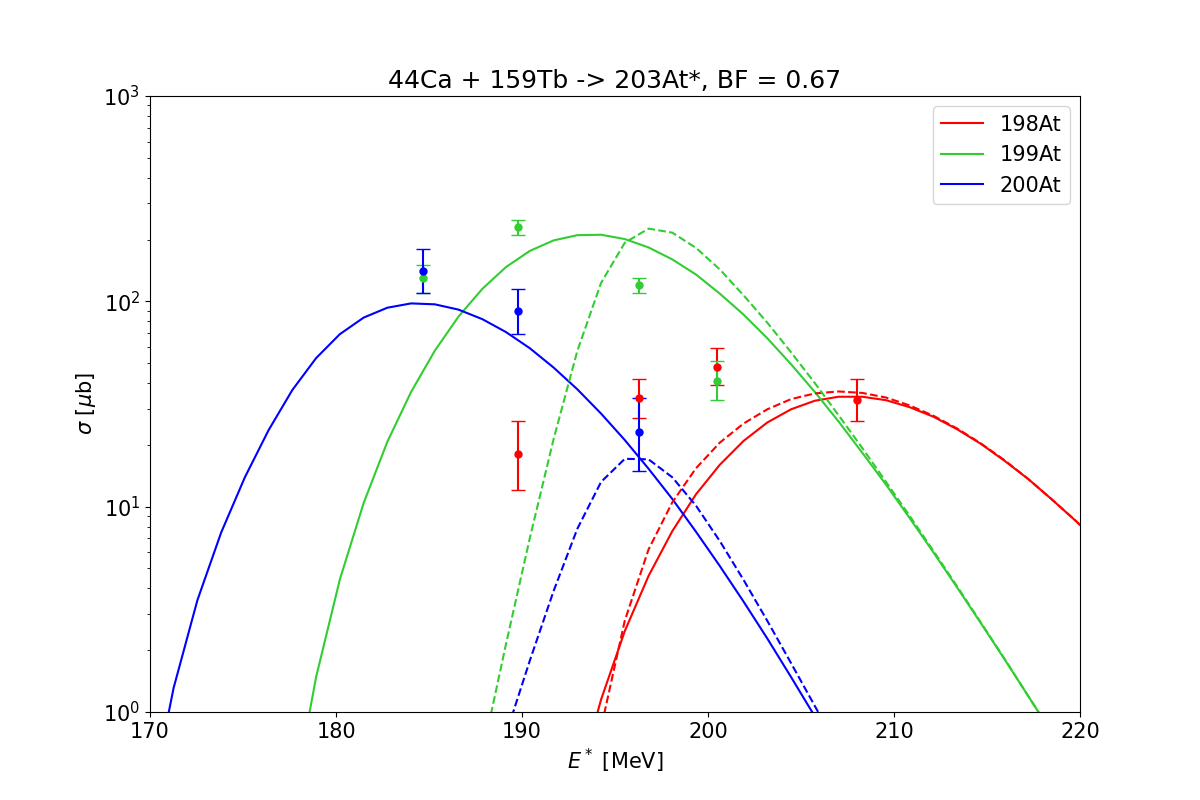 44Ca + 159Tb -> 203At*, BF = 0.67
10³
10²
10¹
10⁰
σ [μb]
198At
199At
200At
170 180 190 200 210 220
E* [MeV]